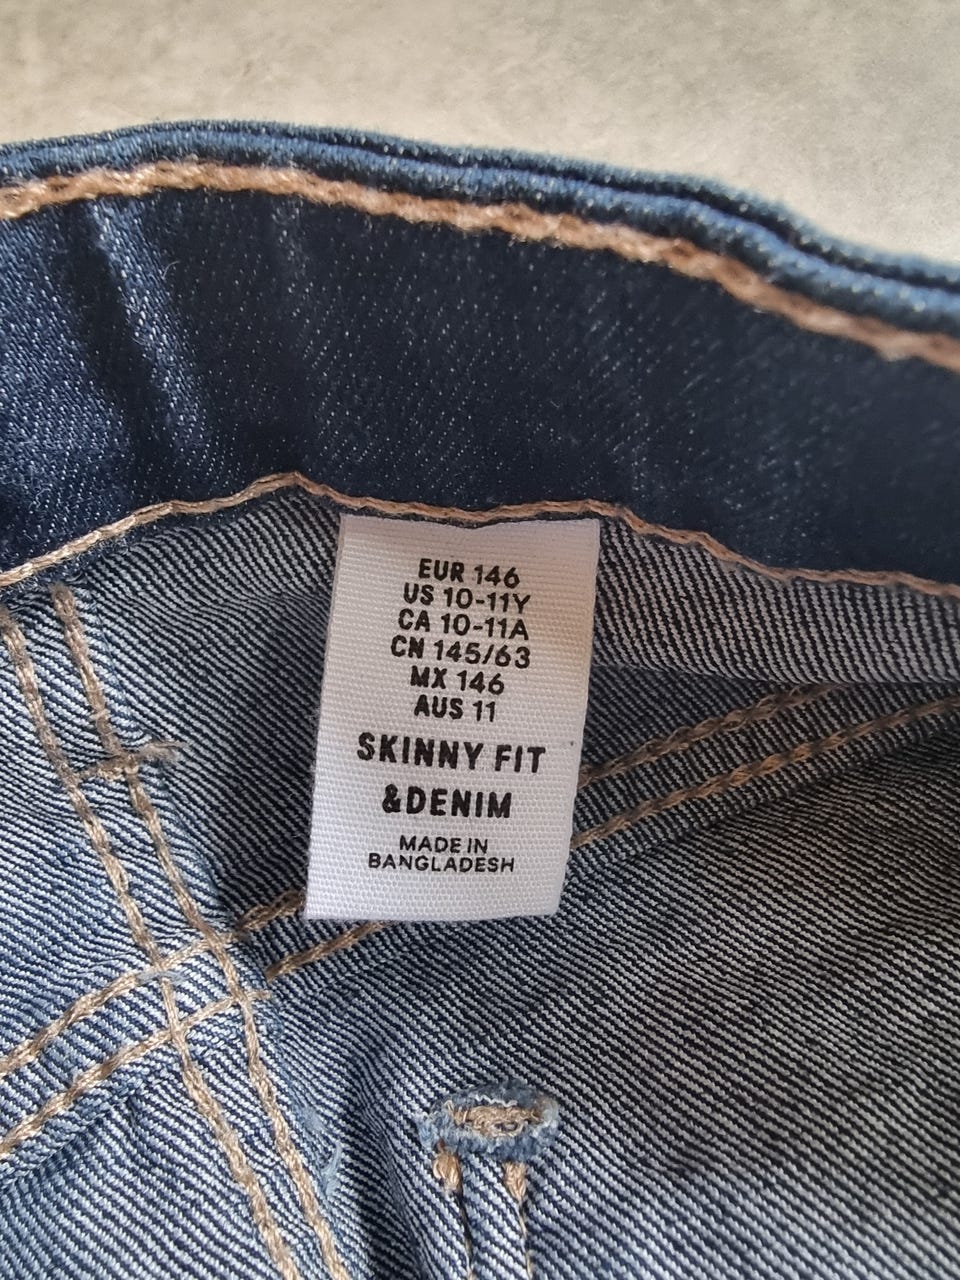 EUR 146
US 10-11Y
CA 10-11A
CN 145/63
MX 146
AUS 11
SKINNY FIT
&DENIM
MADE IN
BANGLADESH